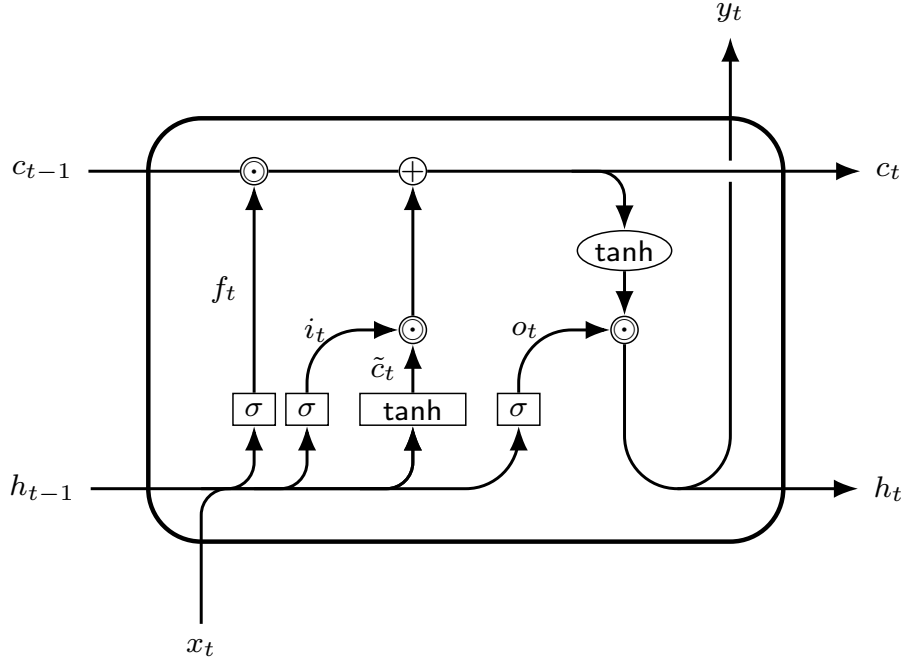 y_t
c_{t−1}
c_t
tanh
f_t
i_t
o_t
c̃_t
σ
σ
tanh
σ
h_{t−1}
h_t
x_t